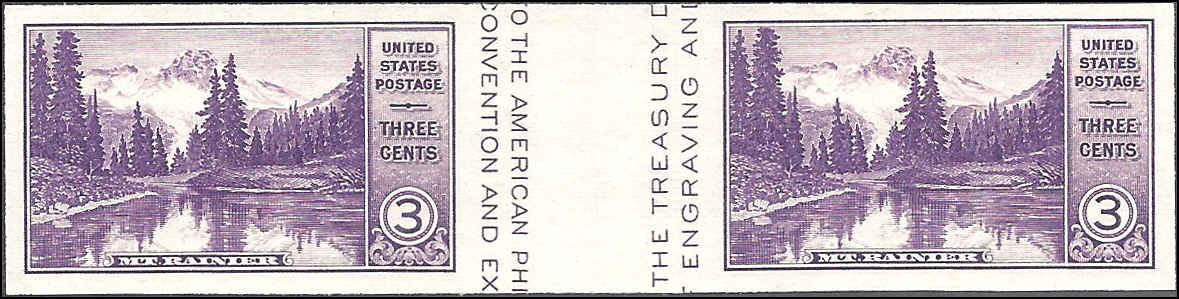 UNITED
STATES
POSTAGE
THREE
CENTS
3
MT. RAINIER
TO THE AMERICAN PHI
CONVENTION AND EX
THE TREASURY D
ENGRAVING AND
UNITED
STATES
POSTAGE
THREE
CENTS
3
MT. RAINIER